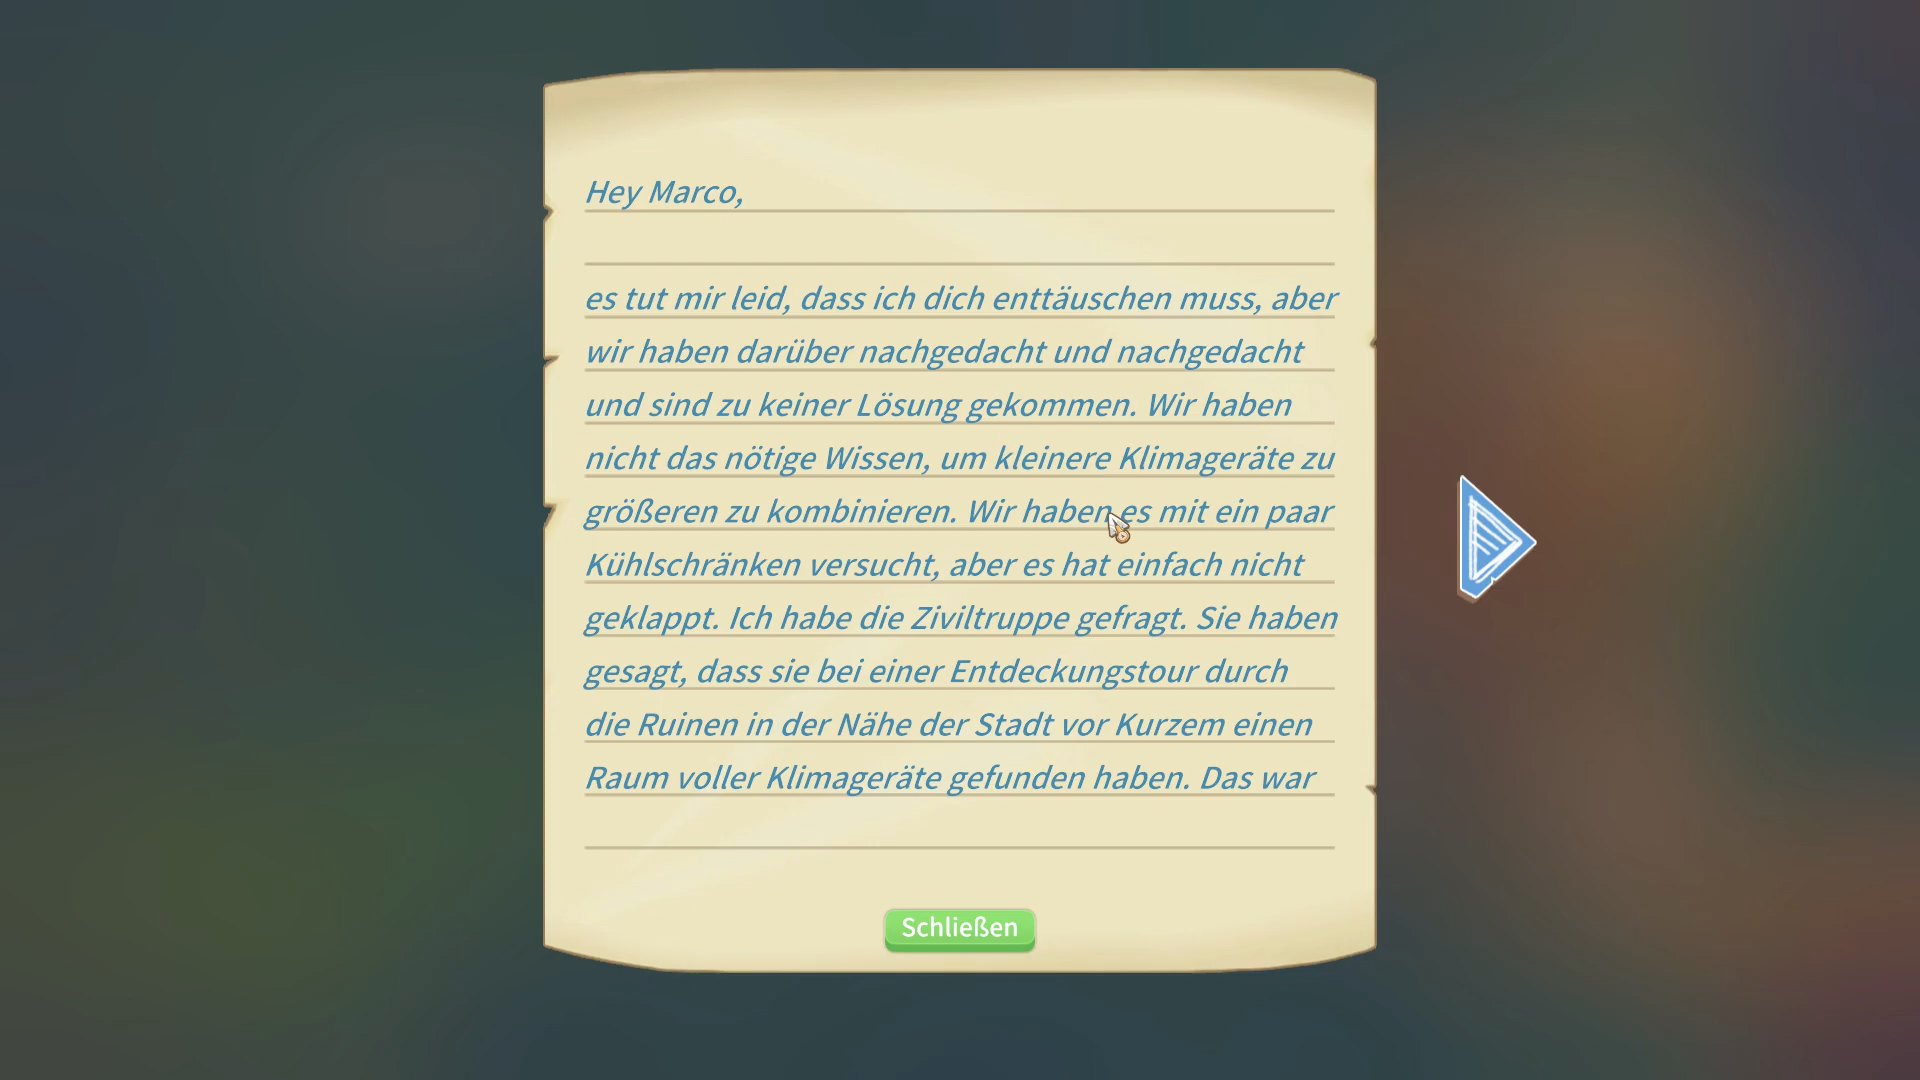 Hey Marco,
es tut mir leid, dass ich dich enttäuschen muss, aber
wir haben darüber nachgedacht und nachgedacht
und sind zu keiner Lösung gekommen. Wir haben
nicht das nötige Wissen, um kleinere Klimageräte zu
größeren zu kombinieren. Wir haben es mit ein paar
Kühlschränken versucht, aber es hat einfach nicht
geklappt. Ich habe die Ziviltruppe gefragt. Sie haben
gesagt, dass sie bei einer Entdeckungstour durch
die Ruinen in der Nähe der Stadt vor Kurzem einen
Raum voller Klimageräte gefunden haben. Das war
Schließen